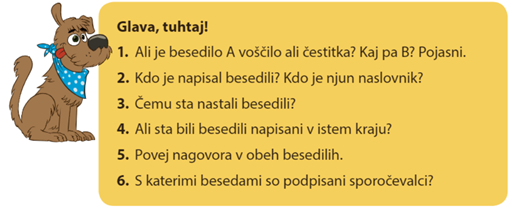 Glava, tuhtaj!
1. Ali je besedilo A voščilo ali čestitka? Kaj pa B? Pojasni.
2. Kdo je napisal besedili? Kdo je njun naslovnik?
3. Čemu sta nastali besedili?
4. Ali sta bili besedili napisani v istem kraju?
5. Povej nagovora v obeh besedilih.
6. S katerimi besedami so podpisani sporočevalci?